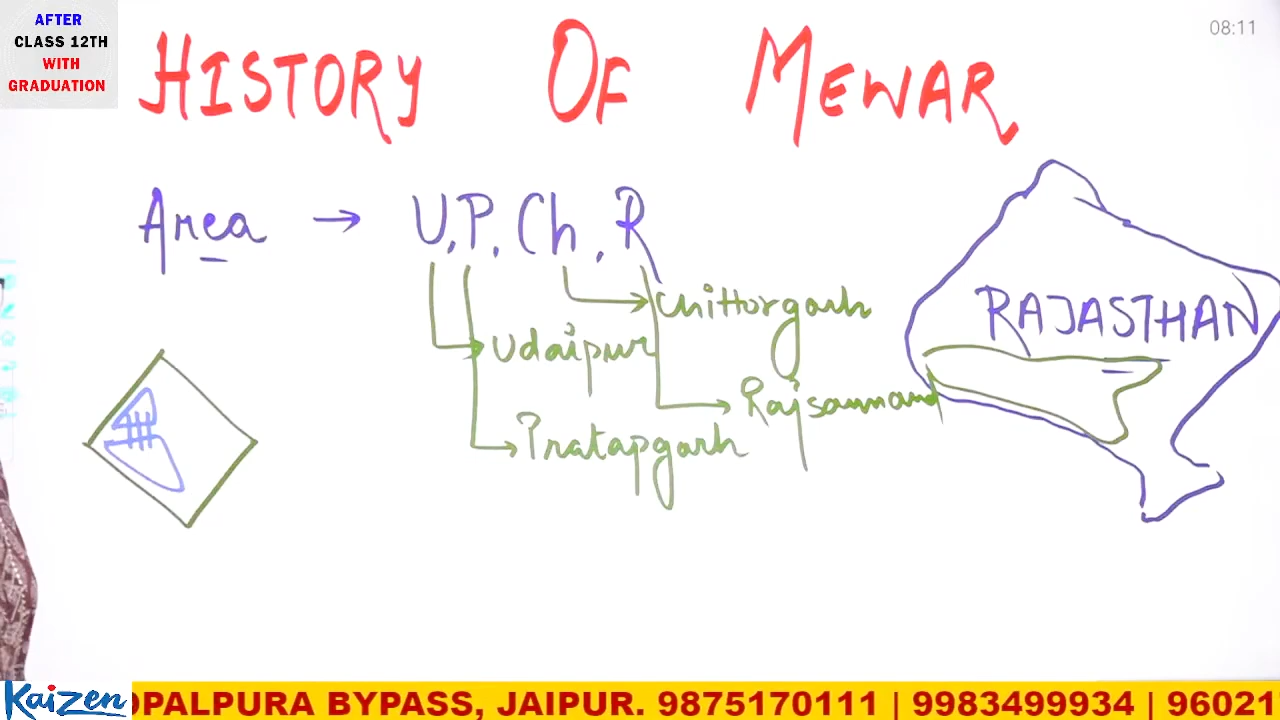 AFTER
CLASS 12TH
WITH
GRADUATION
08:11
HISTORY OF MEWAR
Area → U.P. Ch. R
Chittorgarh
Udaipur
Rajsamand
Pratapgarh
RAJASTHAN
Kaizen
OPALPURA BYPASS, JAIPUR. 9875170111 | 9983499934 | 96021